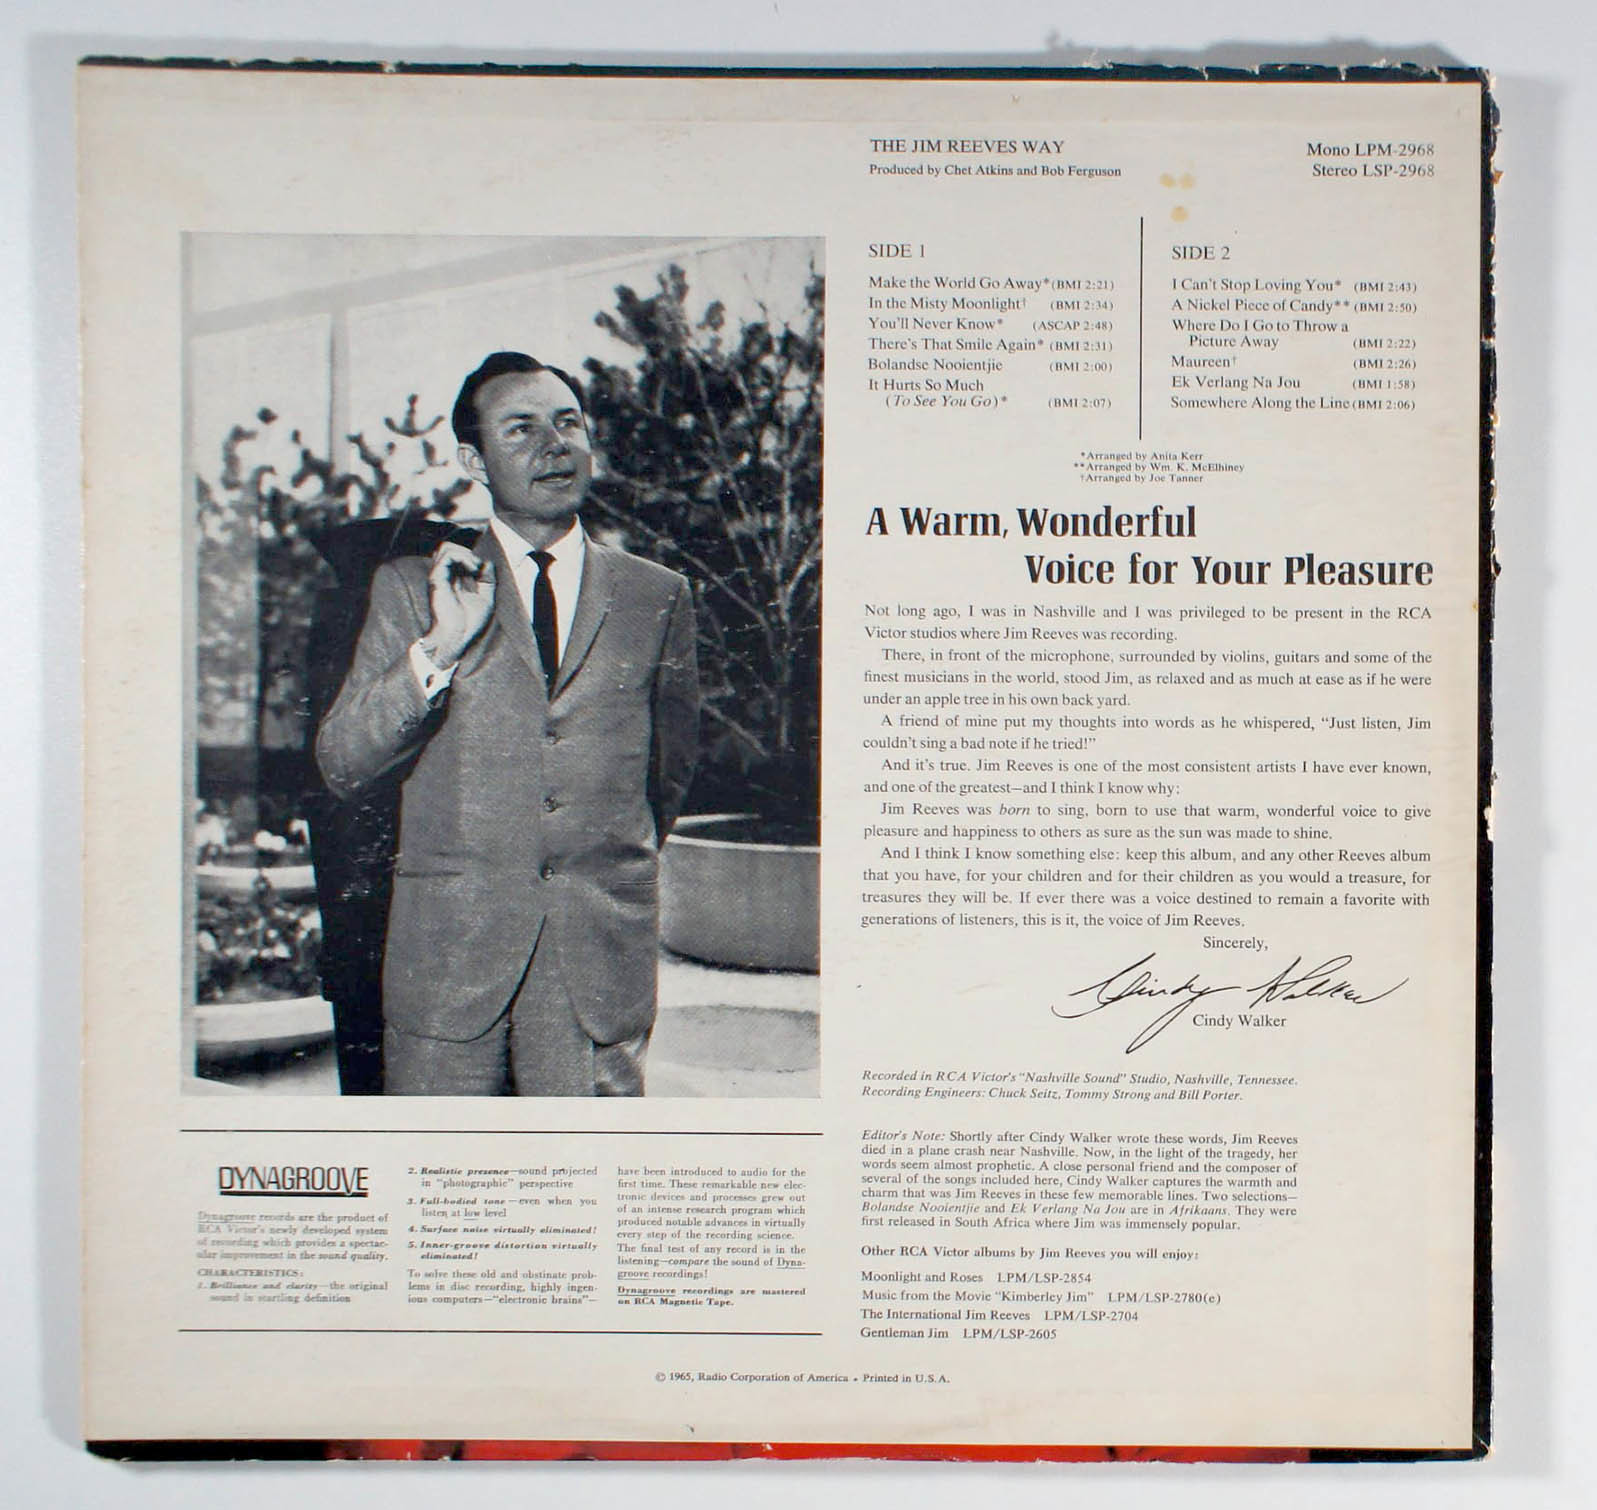 THE JIM REEVES WAY
Produced by Chet Atkins and Bob Ferguson
Mono LPM-2968
Stereo LSP-2968
SIDE 1
Make the World Go Away* (BMI 2:21)
In the Misty Moonlight† (BMI 2:34)
You'll Never Know* (ASCAP 2:48)
There's That Smile Again* (BMI 2:31)
Bolandse Nooientjie (BMI 2:00)
It Hurts So Much
(To See You Go)* (BMI 2:07)
SIDE 2
I Can't Stop Loving You* (BMI 2:43)
A Nickel Piece of Candy** (BMI 2:50)
Where Do I Go to Throw a
Picture Away (BMI 2:22)
Maureen† (BMI 2:26)
Ek Verlang Na Jou (BMI 1:58)
Somewhere Along the Line (BMI 2:06)
*Arranged by Anita Kerr
**Arranged by Wm. K. McElhiney
†Arranged by Joe Tanner
A Warm, Wonderful
Voice for Your Pleasure
Not long ago, I was in Nashville and I was privileged to be present in the RCA
Victor studios where Jim Reeves was recording.
There, in front of the microphone, surrounded by violins, guitars and some of the
finest musicians in the world, stood Jim, as relaxed and as much at ease as if he were
under an apple tree in his own back yard.
A friend of mine put my thoughts into words as he whispered, “Just listen, Jim
couldn't sing a bad note if he tried!”
And it's true. Jim Reeves is one of the most consistent artists I have ever known,
and one of the greatest—and I think I know why:
Jim Reeves was born to sing, born to use that warm, wonderful voice to give
pleasure and happiness to others as sure as the sun was made to shine.
And I think I know something else: keep this album, and any other Reeves album
that you have, for your children and for their children as you would a treasure, for
treasures they will be. If ever there was a voice destined to remain a favorite with
generations of listeners, this is it, the voice of Jim Reeves.
Sincerely,
Cindy Walker
Cindy Walker
Recorded in RCA Victor's “Nashville Sound” Studio, Nashville, Tennessee.
Recording Engineers: Chuck Seitz, Tommy Strong and Bill Porter.
Editor's Note: Shortly after Cindy Walker wrote these words, Jim Reeves
died in a plane crash near Nashville. Now, in the light of the tragedy, her
words seem almost prophetic. A close personal friend and the composer of
several of the songs included here, Cindy Walker captures the warmth and
charm that was Jim Reeves in these few memorable lines. Two selections—
Bolandse Nooientjie and Ek Verlang Na Jou are in Afrikaans. They were
first released in South Africa where Jim was immensely popular.
Other RCA Victor albums by Jim Reeves you will enjoy:
Moonlight and Roses LPM/LSP-2854
Music from the Movie “Kimberley Jim” LPM/LSP-2780(e)
The International Jim Reeves LPM/LSP-2704
Gentleman Jim LPM/LSP-2605
DYNAGROOVE
Dynagroove records are the product of
RCA Victor's newly developed system
of recording which provides a spectac-
ular improvement in the sound quality.
CHARACTERISTICS:
1. Brilliance and clarity—the original
sound in startling definition
2. Realistic presence—sound projected
in “photographic” perspective
3. Full-bodied tone—even when you
listen at low level
4. Surface noise virtually eliminated!
5. Inner-groove distortion virtually
eliminated!
To solve these old and obstinate prob-
lems in disc recording, highly ingen-
ious computers—“electronic brains”—
have been introduced to audio for the
first time. These remarkable new elec-
tronic devices and processes grew out
of an intense research program which
produced notable advances in virtually
every step of the recording science.
The final test of any record is in the
listening—compare the sound of Dyna-
groove recordings!
Dynagroove recordings are mastered
on RCA Magnetic Tape.
© 1965, Radio Corporation of America • Printed in U.S.A.